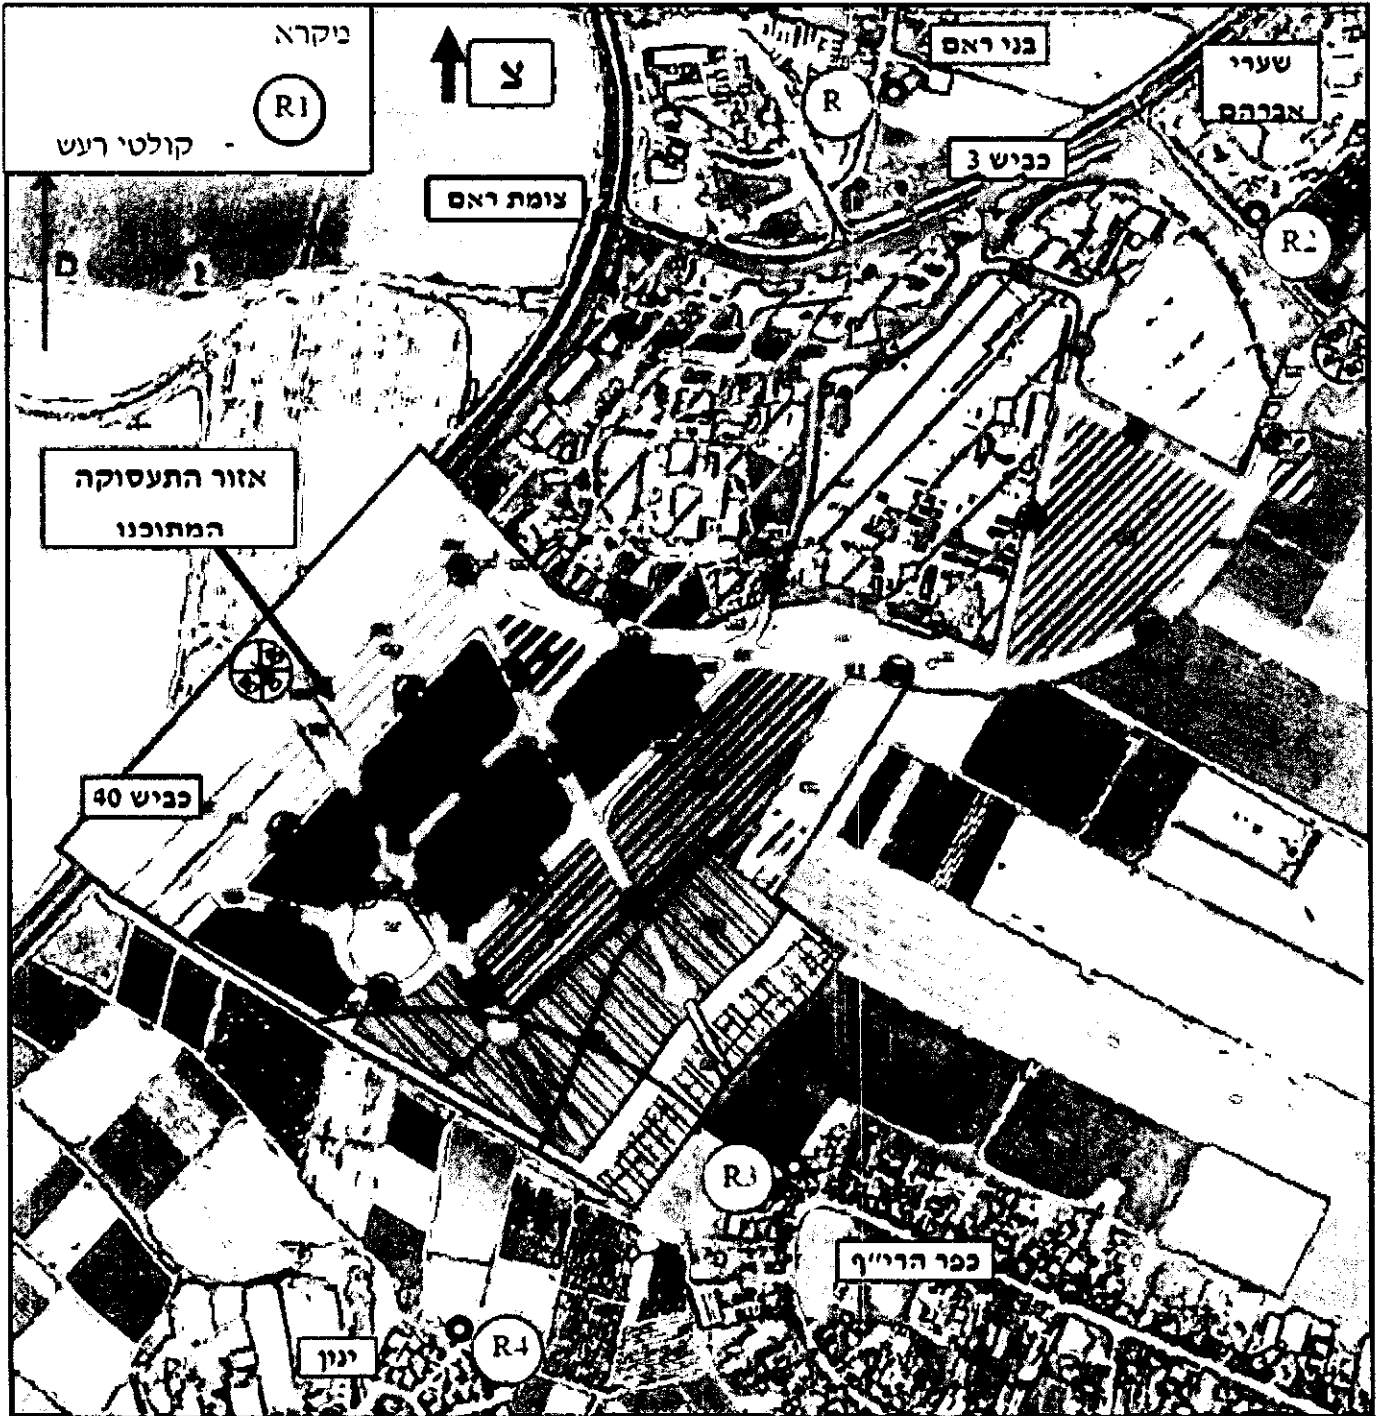 מקרא
R1
קולטי רעש -
צ
בני ראם
שערי
אברהם
R
כביש 3
צומת ראם
R2
אזור התעסוקה
המתוכנו
כביש 40
R3
כפר הרי"ף
ינון
R4